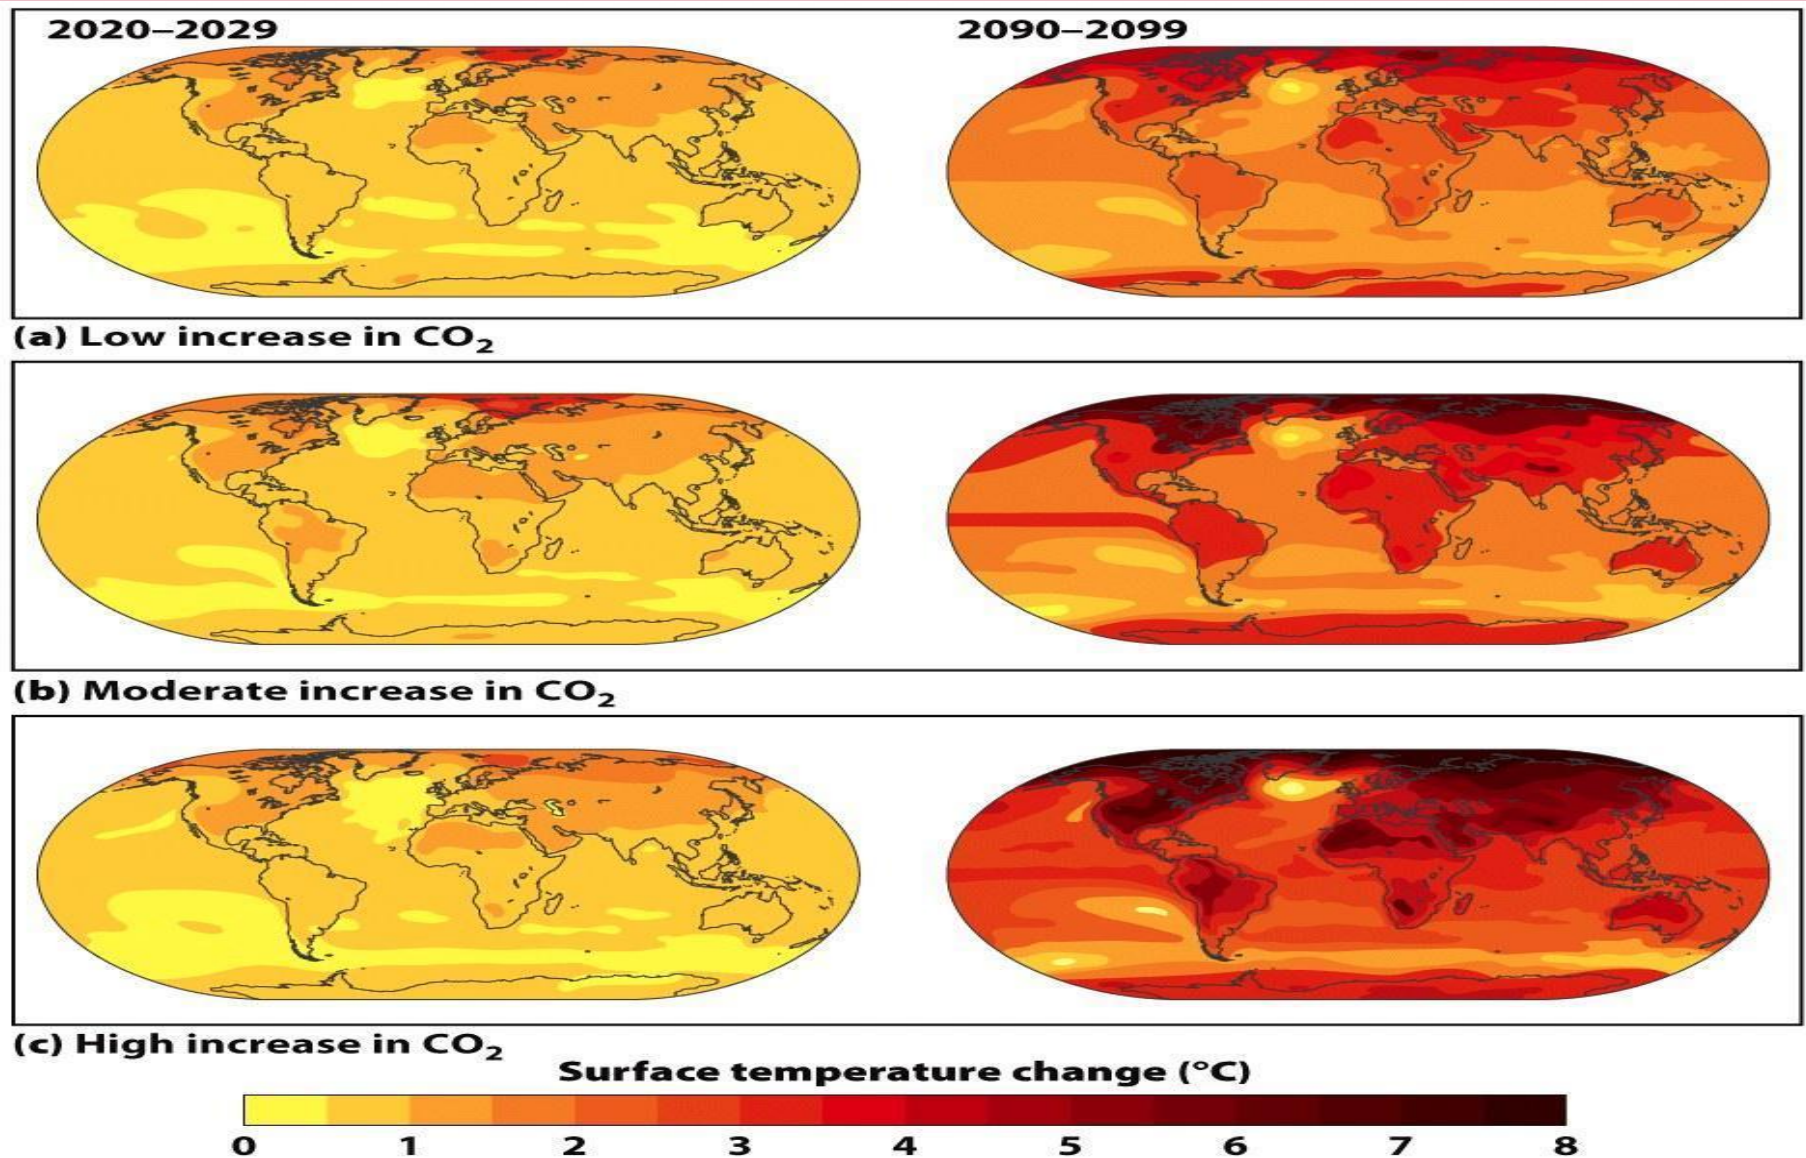 2020–2029
2090–2099
(a) Low increase in CO₂
(b) Moderate increase in CO₂
(c) High increase in CO₂
Surface temperature change (°C)
0 1 2 3 4 5 6 7 8